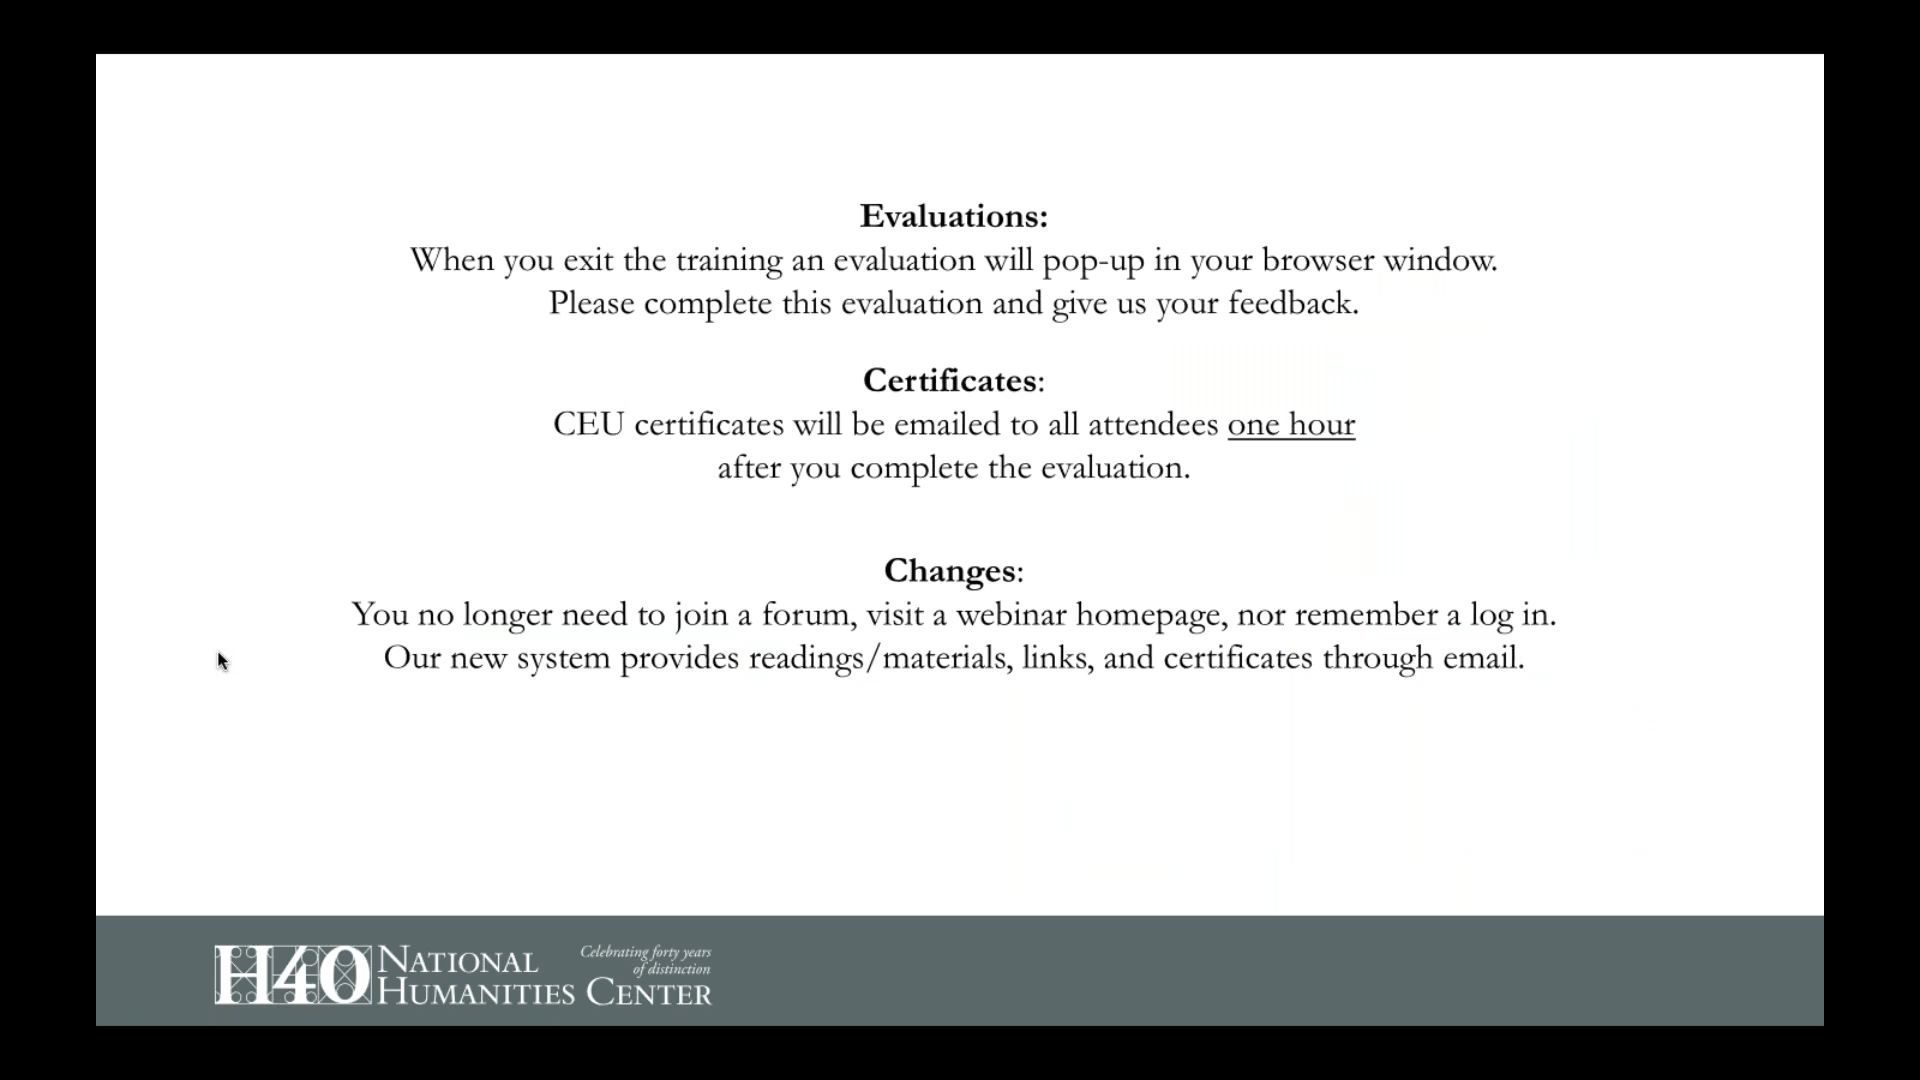 Evaluations:
When you exit the training an evaluation will pop-up in your browser window.
Please complete this evaluation and give us your feedback.
Certificates:
CEU certificates will be emailed to all attendees one hour
after you complete the evaluation.
Changes:
You no longer need to join a forum, visit a webinar homepage, nor remember a log in.
Our new system provides readings/materials, links, and certificates through email.
H40
NATIONAL
HUMANITIES CENTER
Celebrating forty years
of distinction